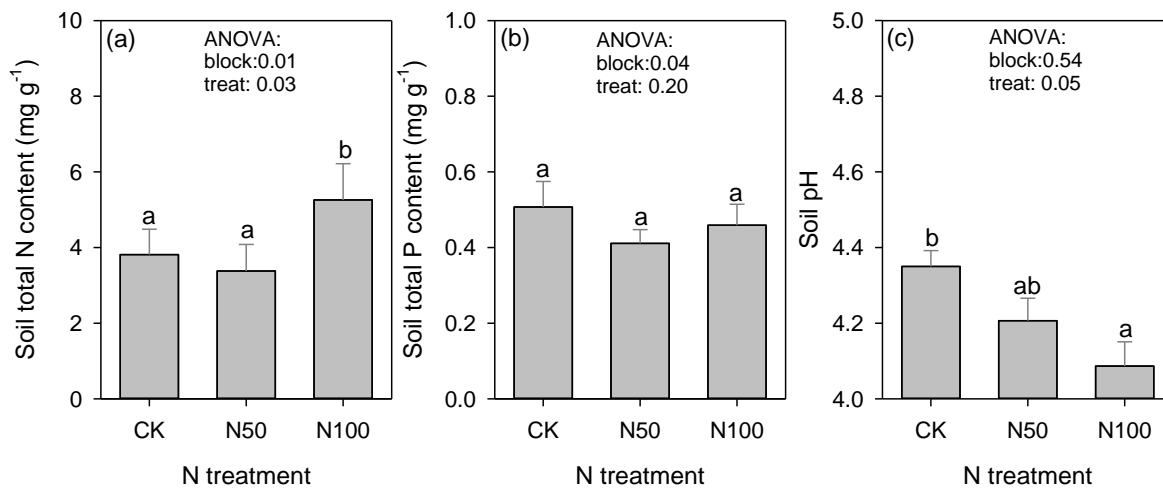 Soil total N content (mg g⁻¹)
10
8
6
4
2
0
(a)
ANOVA:
block:0.01
treat: 0.03
a
a
b
CK N50 N100
N treatment
Soil total P content (mg g⁻¹)
1.0
0.8
0.6
0.4
0.2
0.0
(b)
ANOVA:
block:0.04
treat: 0.20
a
a
a
CK N50 N100
N treatment
Soil pH
5.0
4.8
4.6
4.4
4.2
4.0
(c)
ANOVA:
block:0.54
treat: 0.05
b
ab
a
CK N50 N100
N treatment